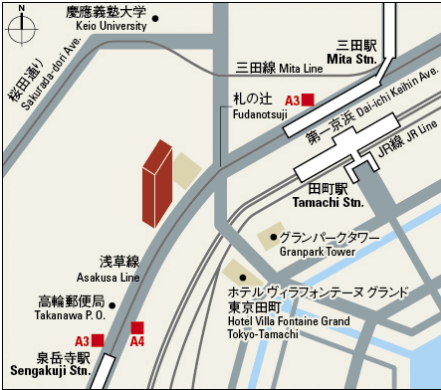 N
慶應義塾大学
Keio University
桜田通り
Sakurada-dori Ave.
三田駅
Mita Stn.
三田線 Mita Line
札の辻
Fudanotsuji
A3
第一京浜 Dai-ichi Keihin Ave.
JR線 JR Line
田町駅
Tamachi Stn.
グランパークタワー
Granpark Tower
浅草線
Asakusa Line
ホテル ヴィラフォンテーヌ グランド
東京田町
Hotel Villa Fontaine Grand
Tokyo-Tamachi
高輪郵便局
Takanawa P. O.
A3
A4
泉岳寺駅
Sengakuji Stn.